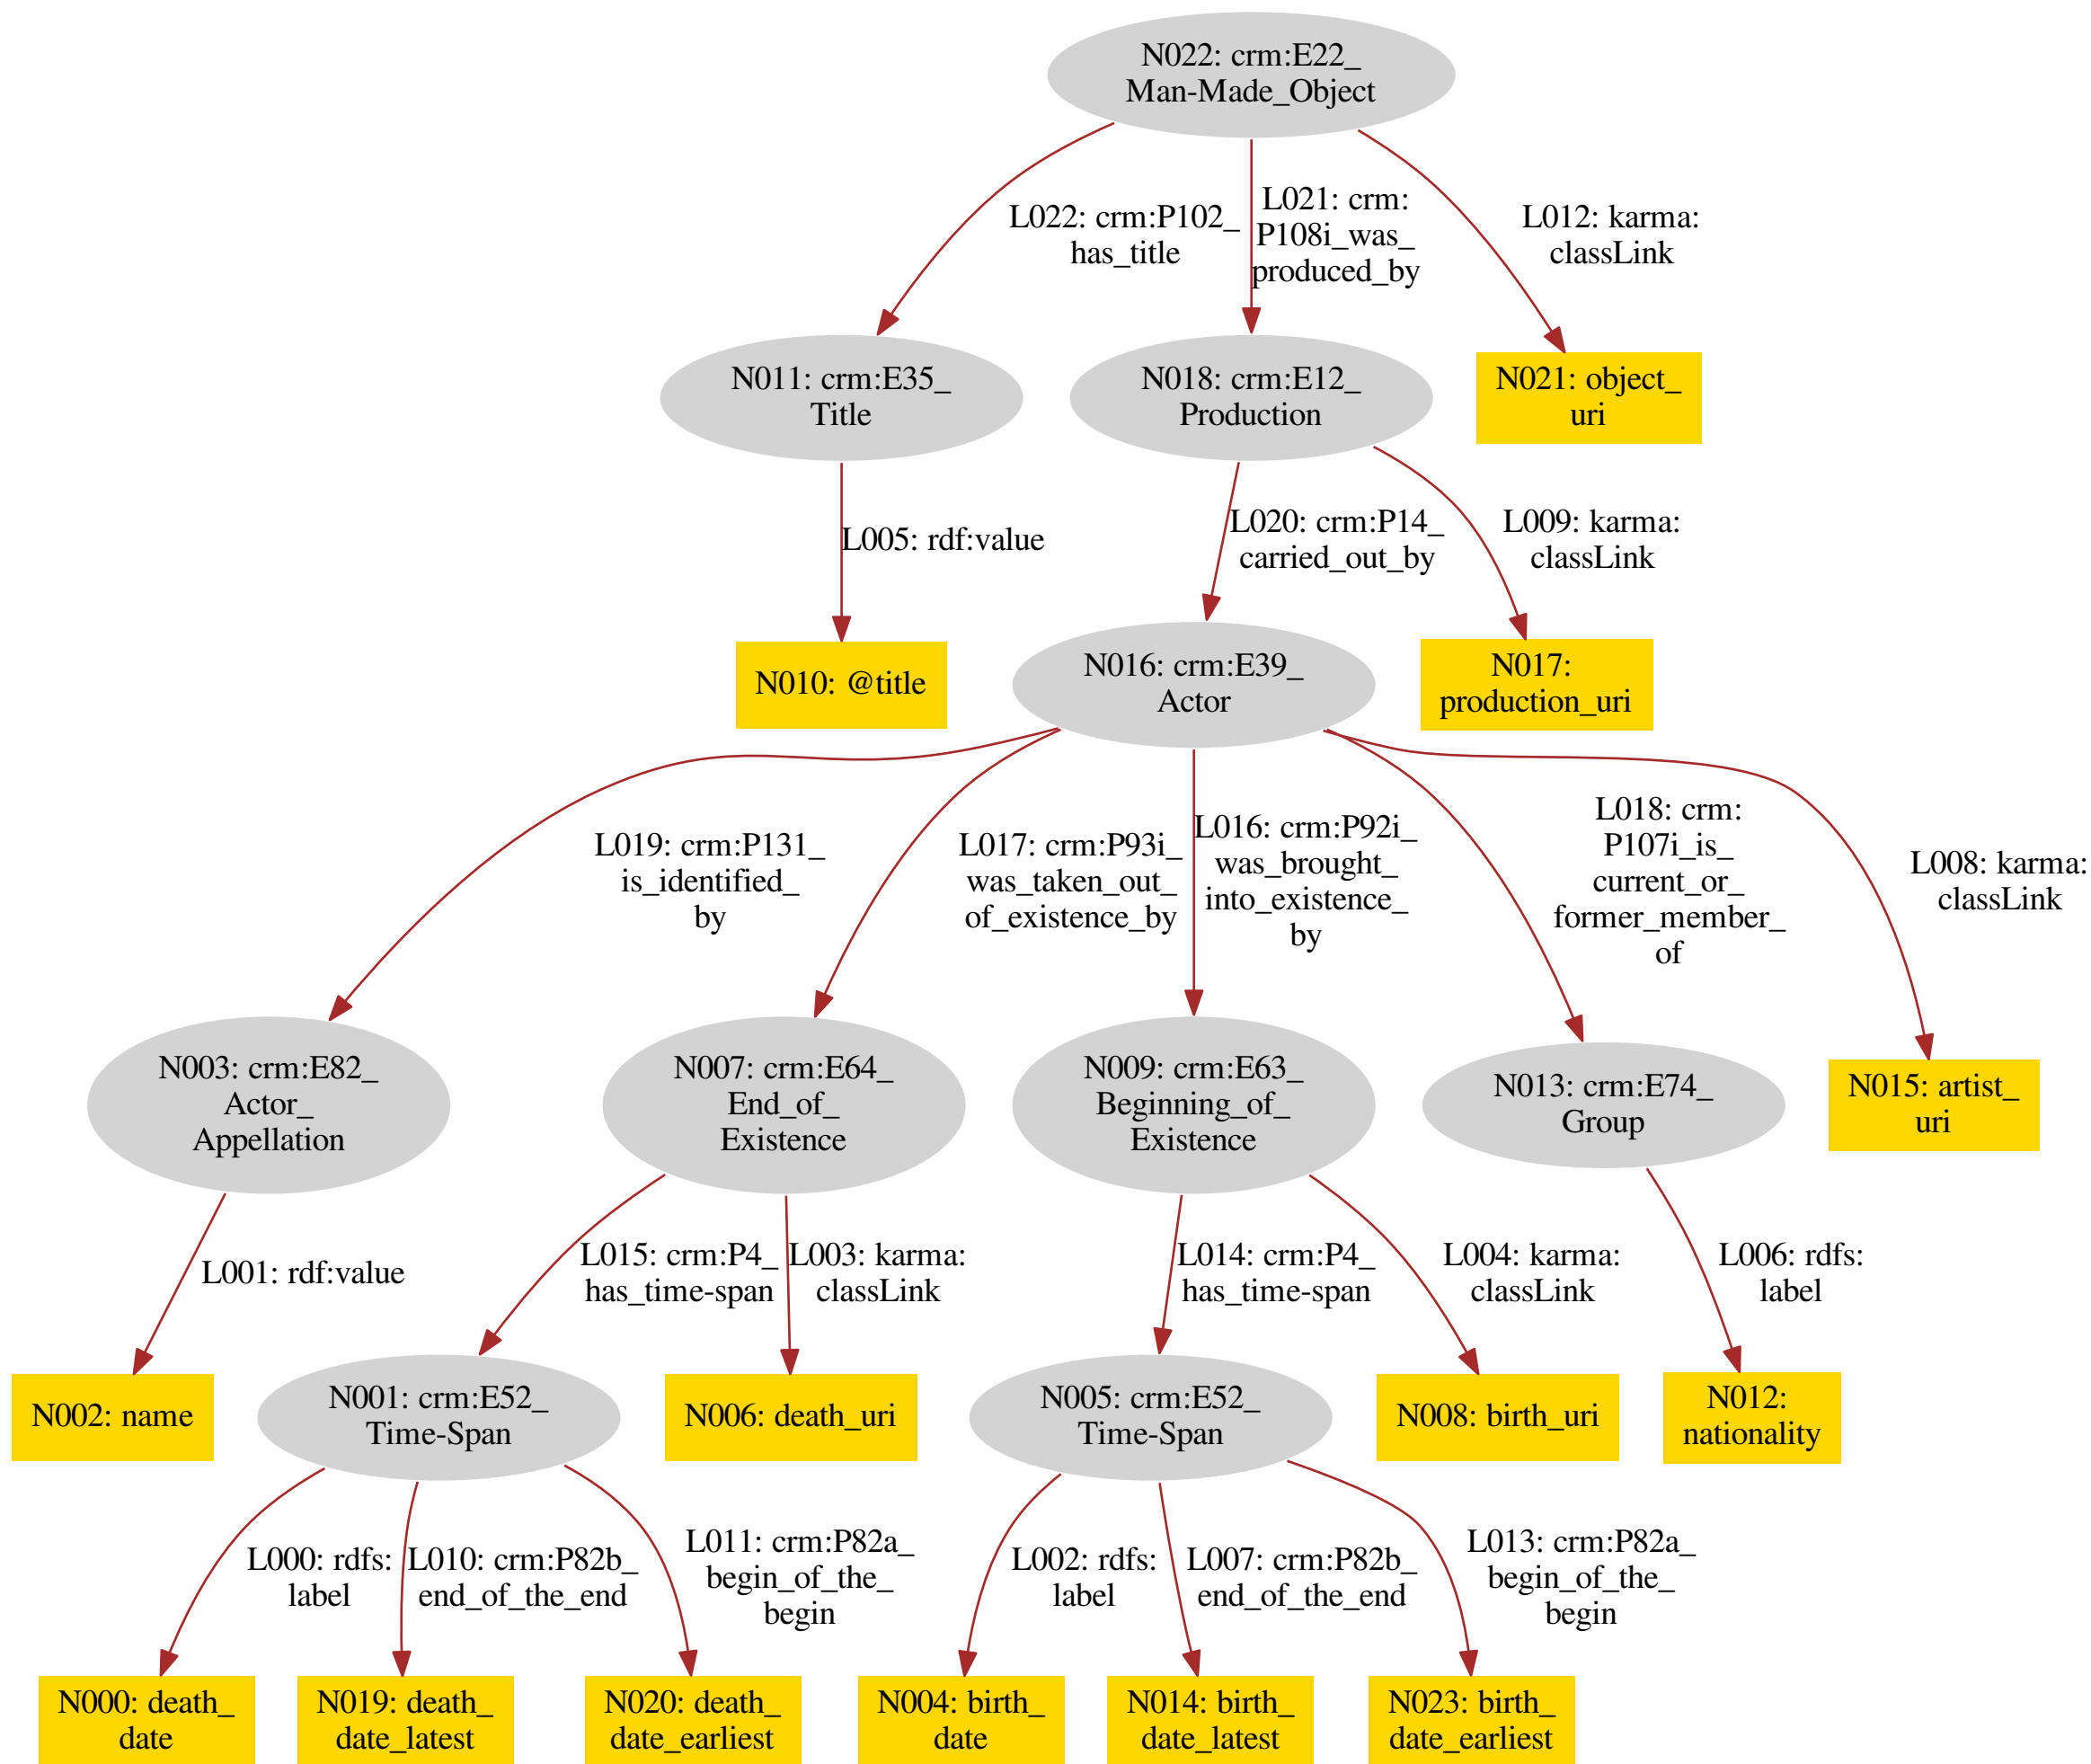 N022: crm:E22_
Man-Made_Object
L022: crm:P102_
has_title
L021: crm:
P108i_was_
produced_by
L012: karma:
classLink
N011: crm:E35_
Title
N018: crm:E12_
Production
N021: object_
uri
L005: rdf:value
L020: crm:P14_
carried_out_by
L009: karma:
classLink
N010: @title
N016: crm:E39_
Actor
N017:
production_uri
L019: crm:P131_
is_identified_
by
L017: crm:P93i_
was_taken_out_
of_existence_by
L016: crm:P92i_
was_brought_
into_existence_
by
L018: crm:
P107i_is_
current_or_
former_member_
of
L008: karma:
classLink
N003: crm:E82_
Actor_
Appellation
N007: crm:E64_
End_of_
Existence
N009: crm:E63_
Beginning_of_
Existence
N013: crm:E74_
Group
N015: artist_
uri
L001: rdf:value
L015: crm:P4_
has_time-span
L003: karma:
classLink
L014: crm:P4_
has_time-span
L004: karma:
classLink
L006: rdfs:
label
N002: name
N001: crm:E52_
Time-Span
N006: death_uri
N005: crm:E52_
Time-Span
N008: birth_uri
N012:
nationality
L000: rdfs:
label
L010: crm:P82b_
end_of_the_end
L011: crm:P82a_
begin_of_the_
begin
L002: rdfs:
label
L007: crm:P82b_
end_of_the_end
L013: crm:P82a_
begin_of_the_
begin
N000: death_
date
N019: death_
date_latest
N020: death_
date_earliest
N004: birth_
date
N014: birth_
date_latest
N023: birth_
date_earliest